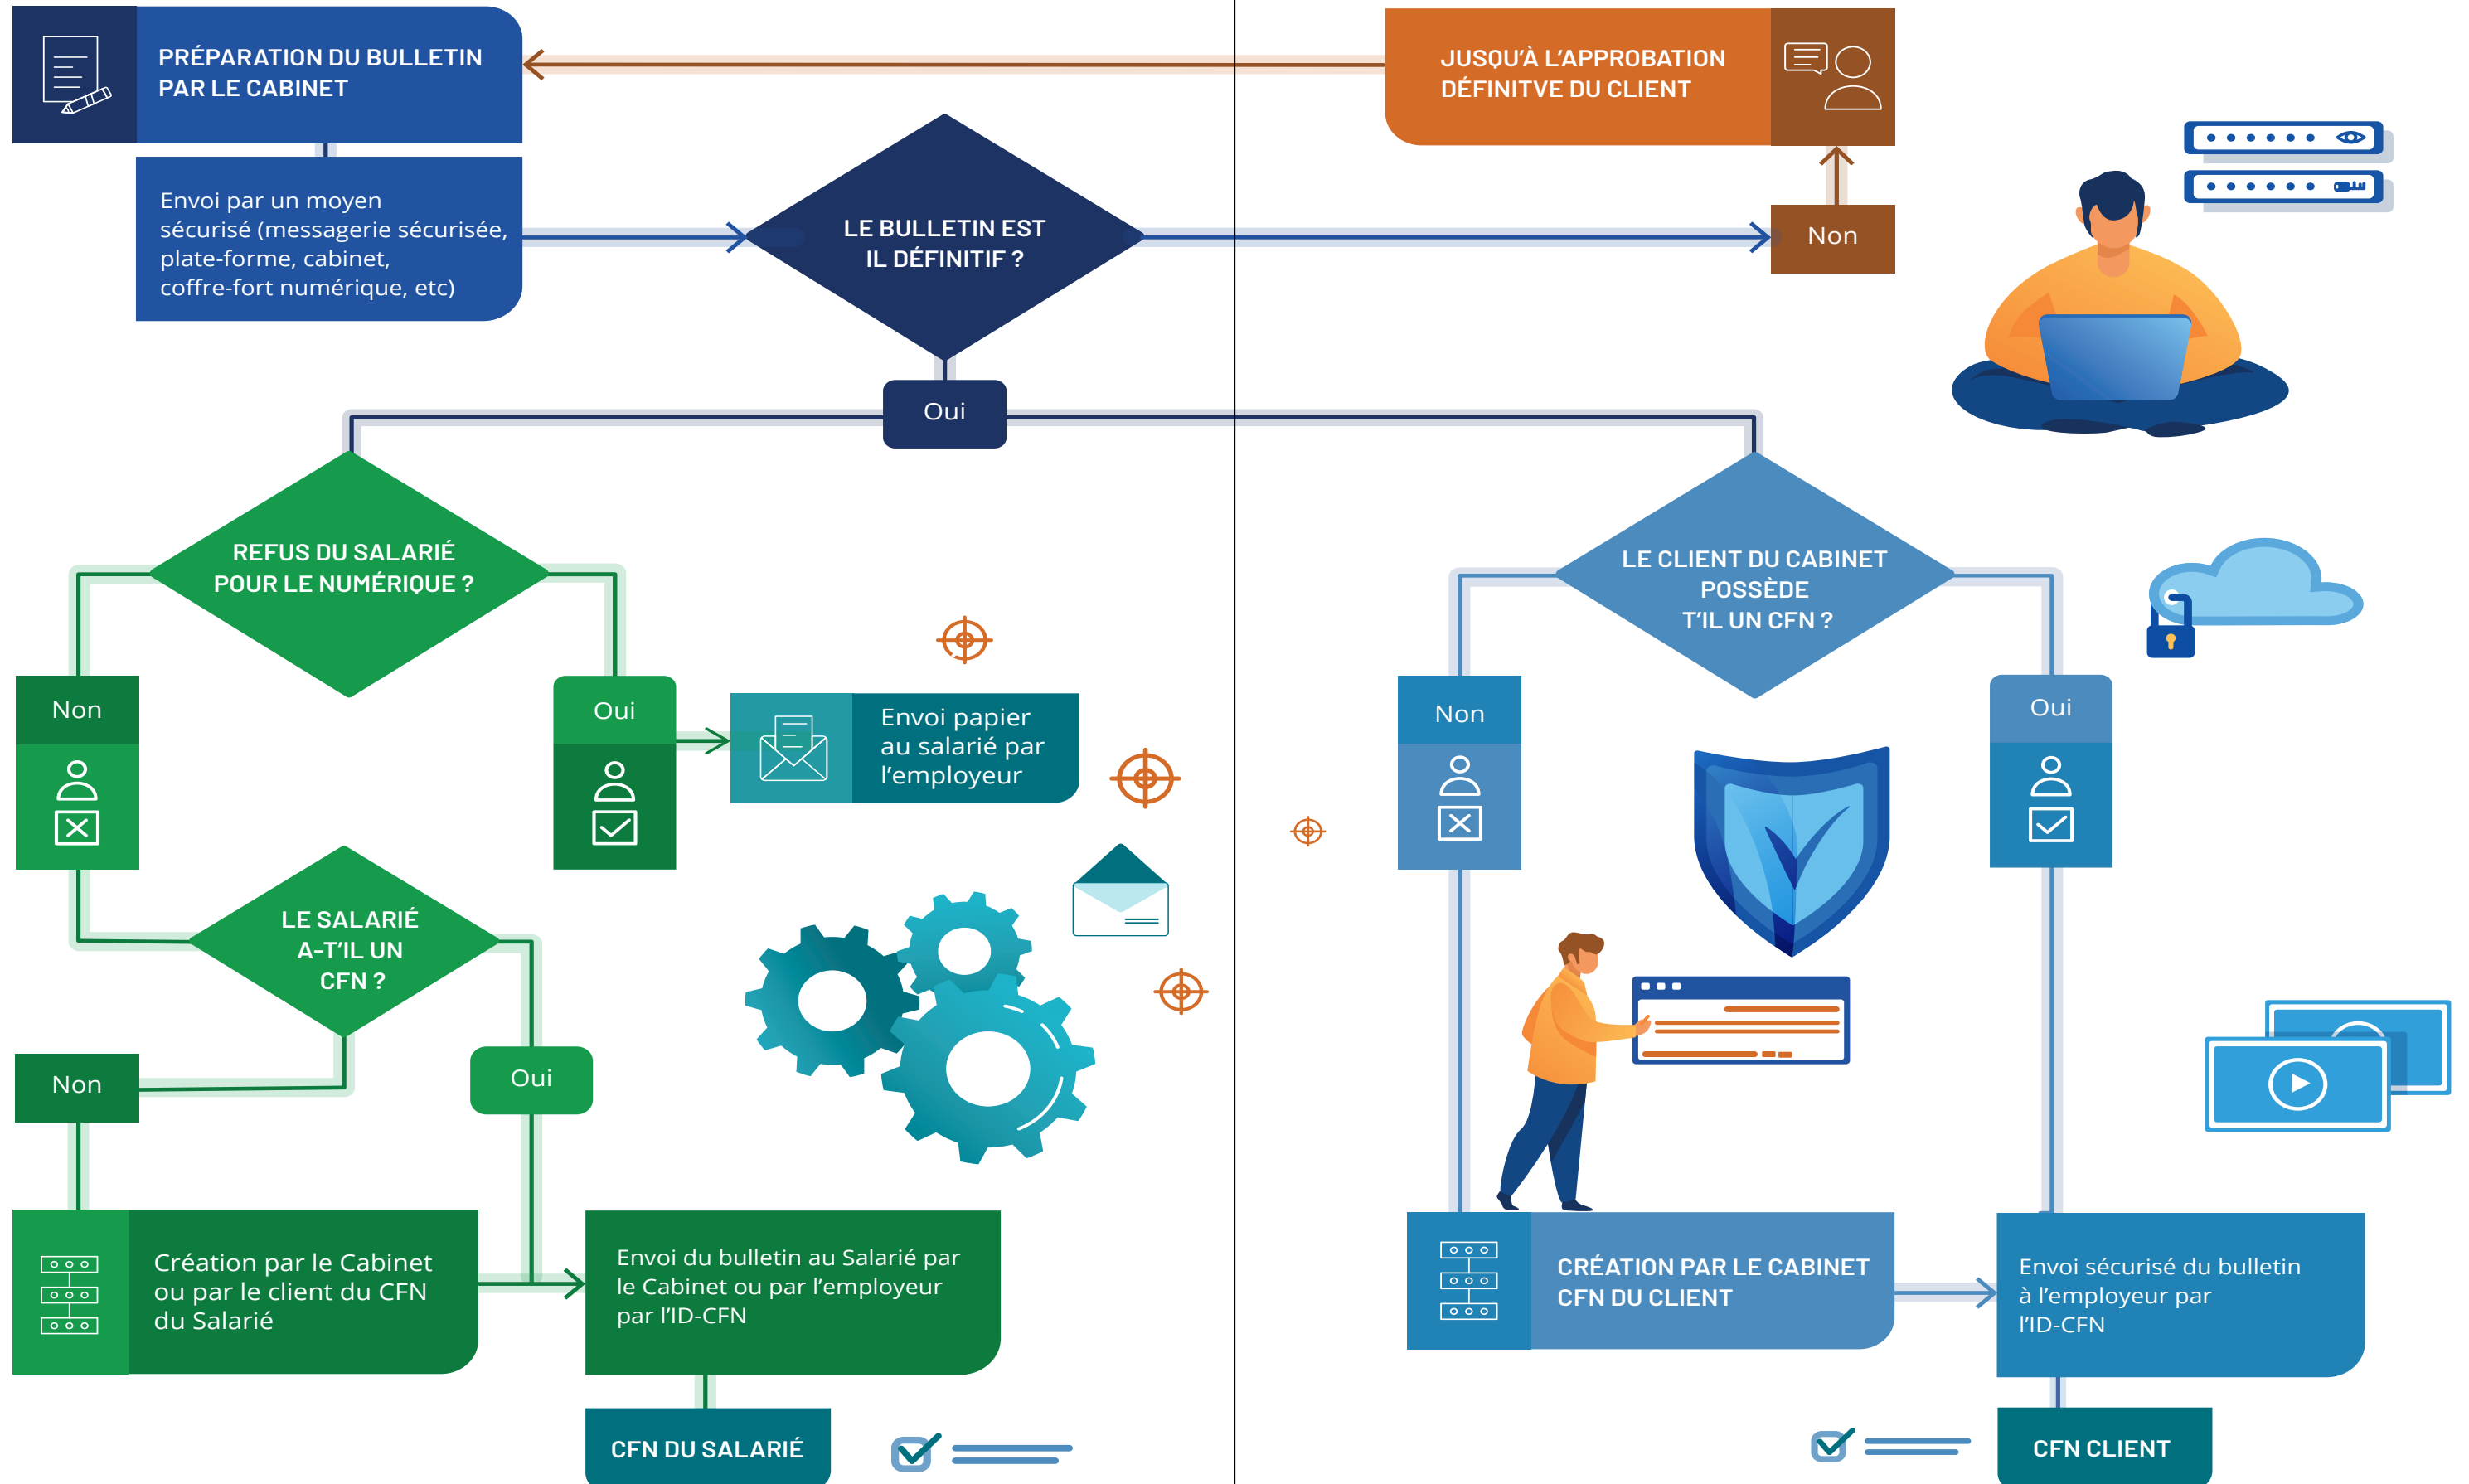 PRÉPARATION DU BULLETIN
PAR LE CABINET
JUSQU'À L'APPROBATION
DÉFINITVE DU CLIENT
Envoi par un moyen
sécurisé (messagerie sécurisée,
plate-forme, cabinet,
coffre-fort numérique, etc)
LE BULLETIN EST
IL DÉFINITIF ?
Non
Oui
REFUS DU SALARIÉ
POUR LE NUMÉRIQUE ?
LE CLIENT DU CABINET
POSSÈDE
T'IL UN CFN ?
Non
Oui
Envoi papier
au salarié par
l'employeur
Non
Oui
LE SALARIÉ
A-T'IL UN
CFN ?
Non
Oui
Création par le Cabinet
ou par le client du CFN
du Salarié
Envoi du bulletin au Salarié par
le Cabinet ou par l'employeur
par l'ID-CFN
CRÉATION PAR LE CABINET
CFN DU CLIENT
Envoi sécurisé du bulletin
à l'employeur par
l'ID-CFN
CFN DU SALARIÉ
CFN CLIENT